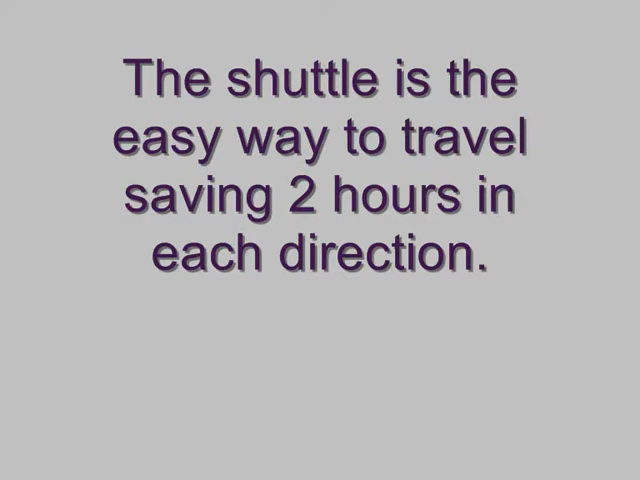 The shuttle is the
easy way to travel
saving 2 hours in
each direction.